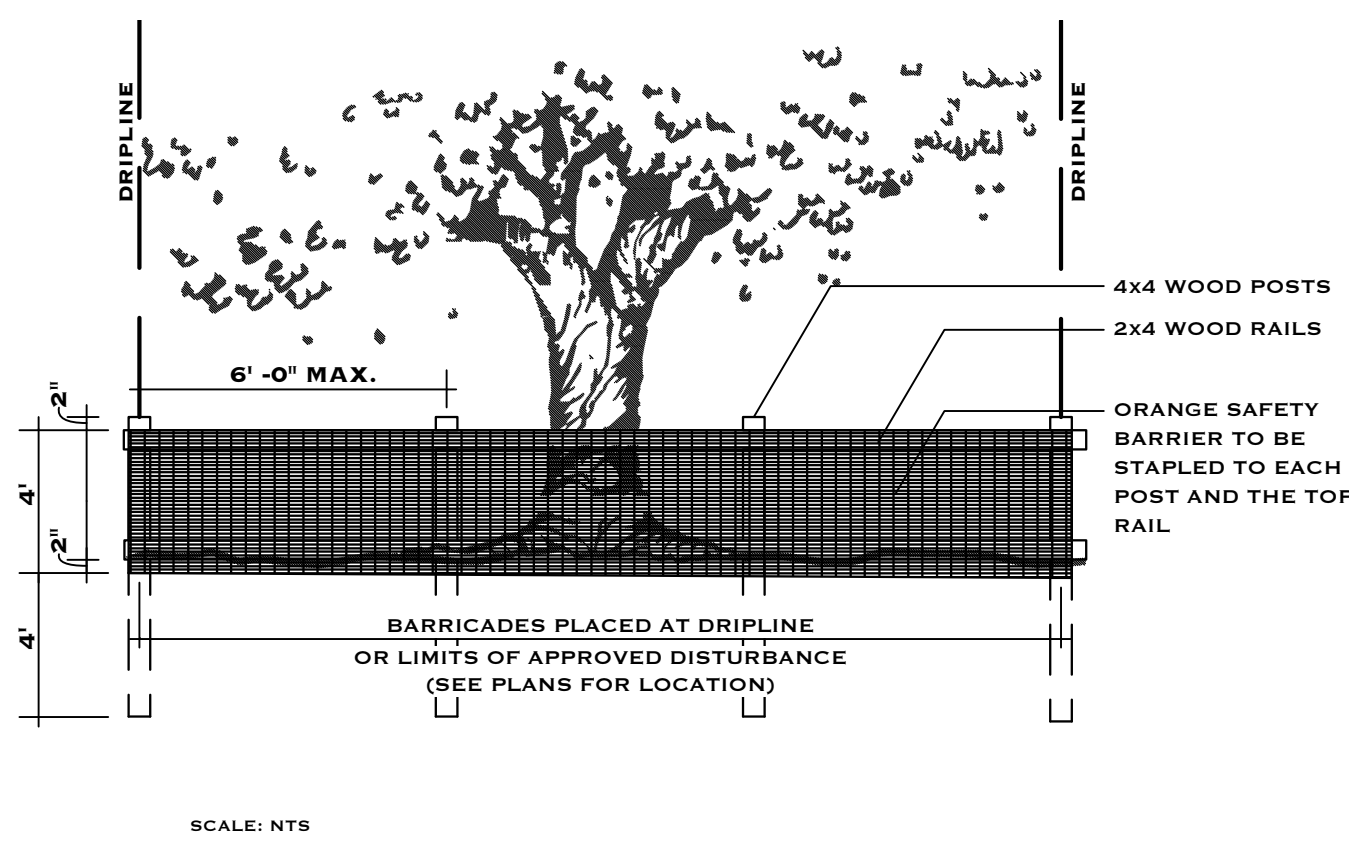 DRIPLINE
DRIPLINE
4x4 WOOD POSTS
2x4 WOOD RAILS
6' -0" MAX.
2"
ORANGE SAFETY
BARRIER TO BE
STAPLED TO EACH
POST AND THE TOP
RAIL
4'
2"
4'
BARRICADES PLACED AT DRIPLINE
OR LIMITS OF APPROVED DISTURBANCE
(SEE PLANS FOR LOCATION)
SCALE: NTS